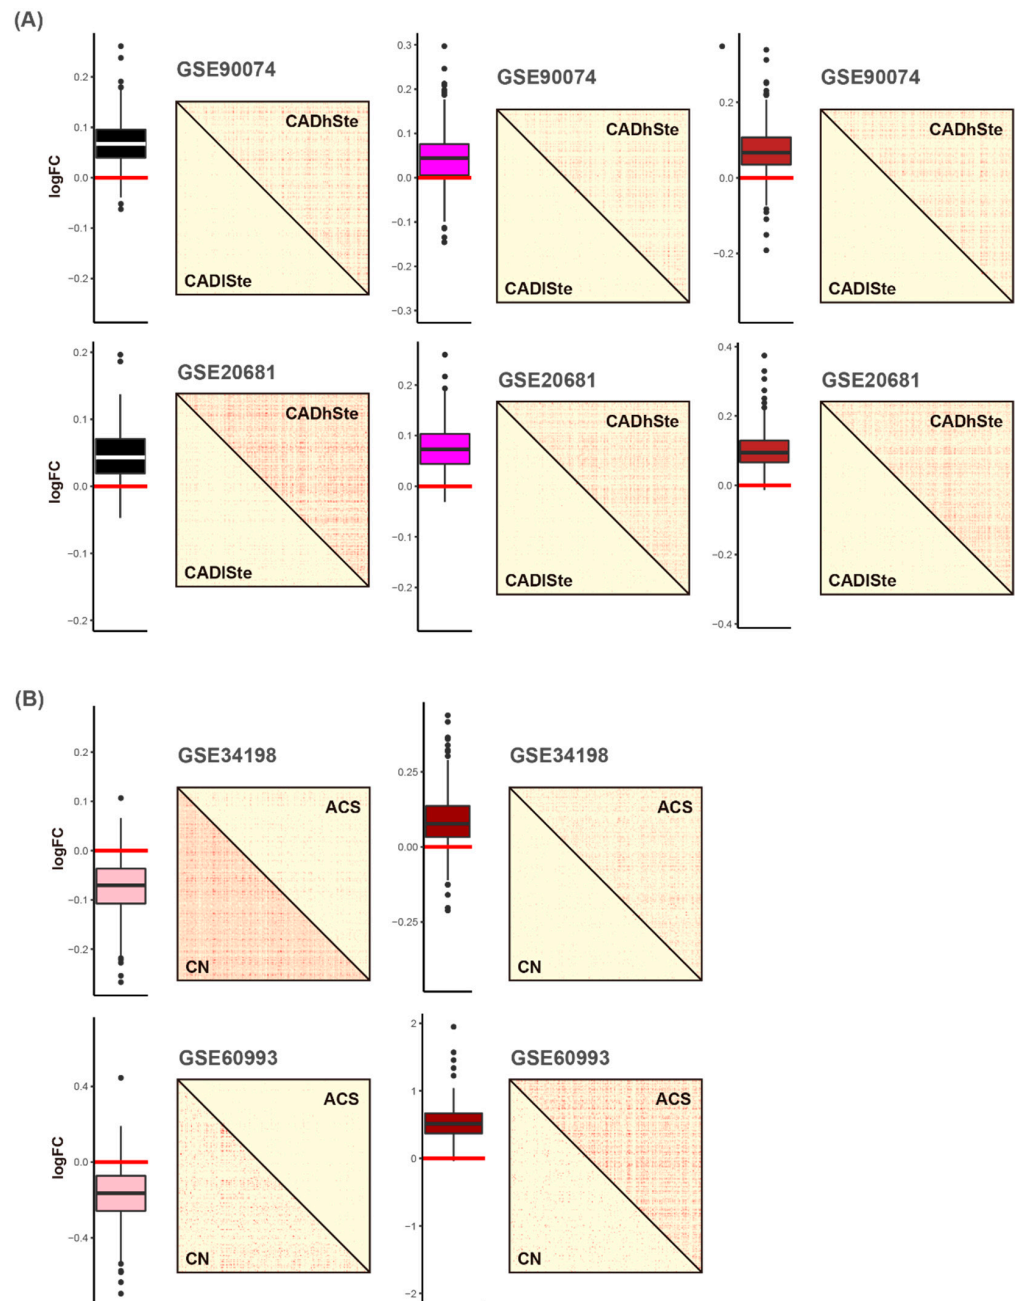 (A)
GSE90074
GSE90074
GSE90074
logFC
0.2
0.1
0.0
−0.1
−0.2
CADhSte
CADlSte
0.3
0.2
0.1
0.0
−0.1
−0.2
−0.3
CADhSte
CADlSte
0.2
0.0
−0.2
CADhSte
CADlSte
GSE20681
GSE20681
GSE20681
logFC
0.2
0.1
0.0
−0.1
−0.2
CADhSte
CADlSte
0.2
0.1
0.0
−0.1
−0.2
CADhSte
CADlSte
0.4
0.2
0.0
−0.2
−0.4
CADhSte
CADlSte
(B)
GSE34198
GSE34198
logFC
0.2
0.1
0.0
−0.1
−0.2
ACS
CN
0.25
0.00
−0.25
ACS
CN
GSE60993
GSE60993
logFC
0.4
0.0
−0.4
ACS
CN
2
1
0
−1
−2
ACS
CN